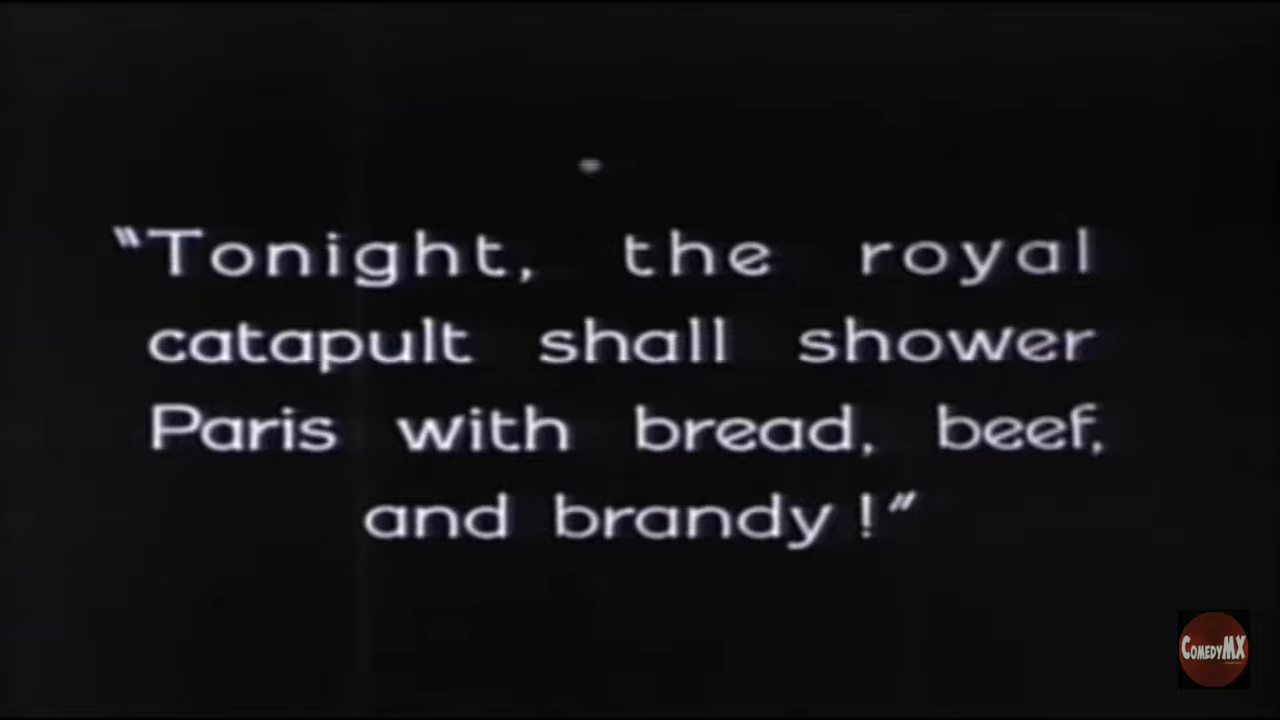 “Tonight, the royal
catapult shall shower
Paris with bread, beef,
and brandy!”
COMEDYMX